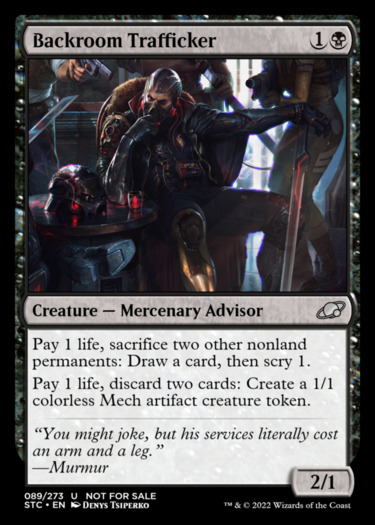 Backroom Trafficker 1
Creature — Mercenary Advisor
Pay 1 life, sacrifice two other nonland
permanents: Draw a card, then scry 1.
Pay 1 life, discard two cards: Create a 1/1
colorless Mech artifact creature token.
“You might joke, but his services literally cost
an arm and a leg.”
—Murmur
2/1
089/273 U NOT FOR SALE
STC • EN Denys Tsiperko
™ & © 2022 Wizards of the Coast